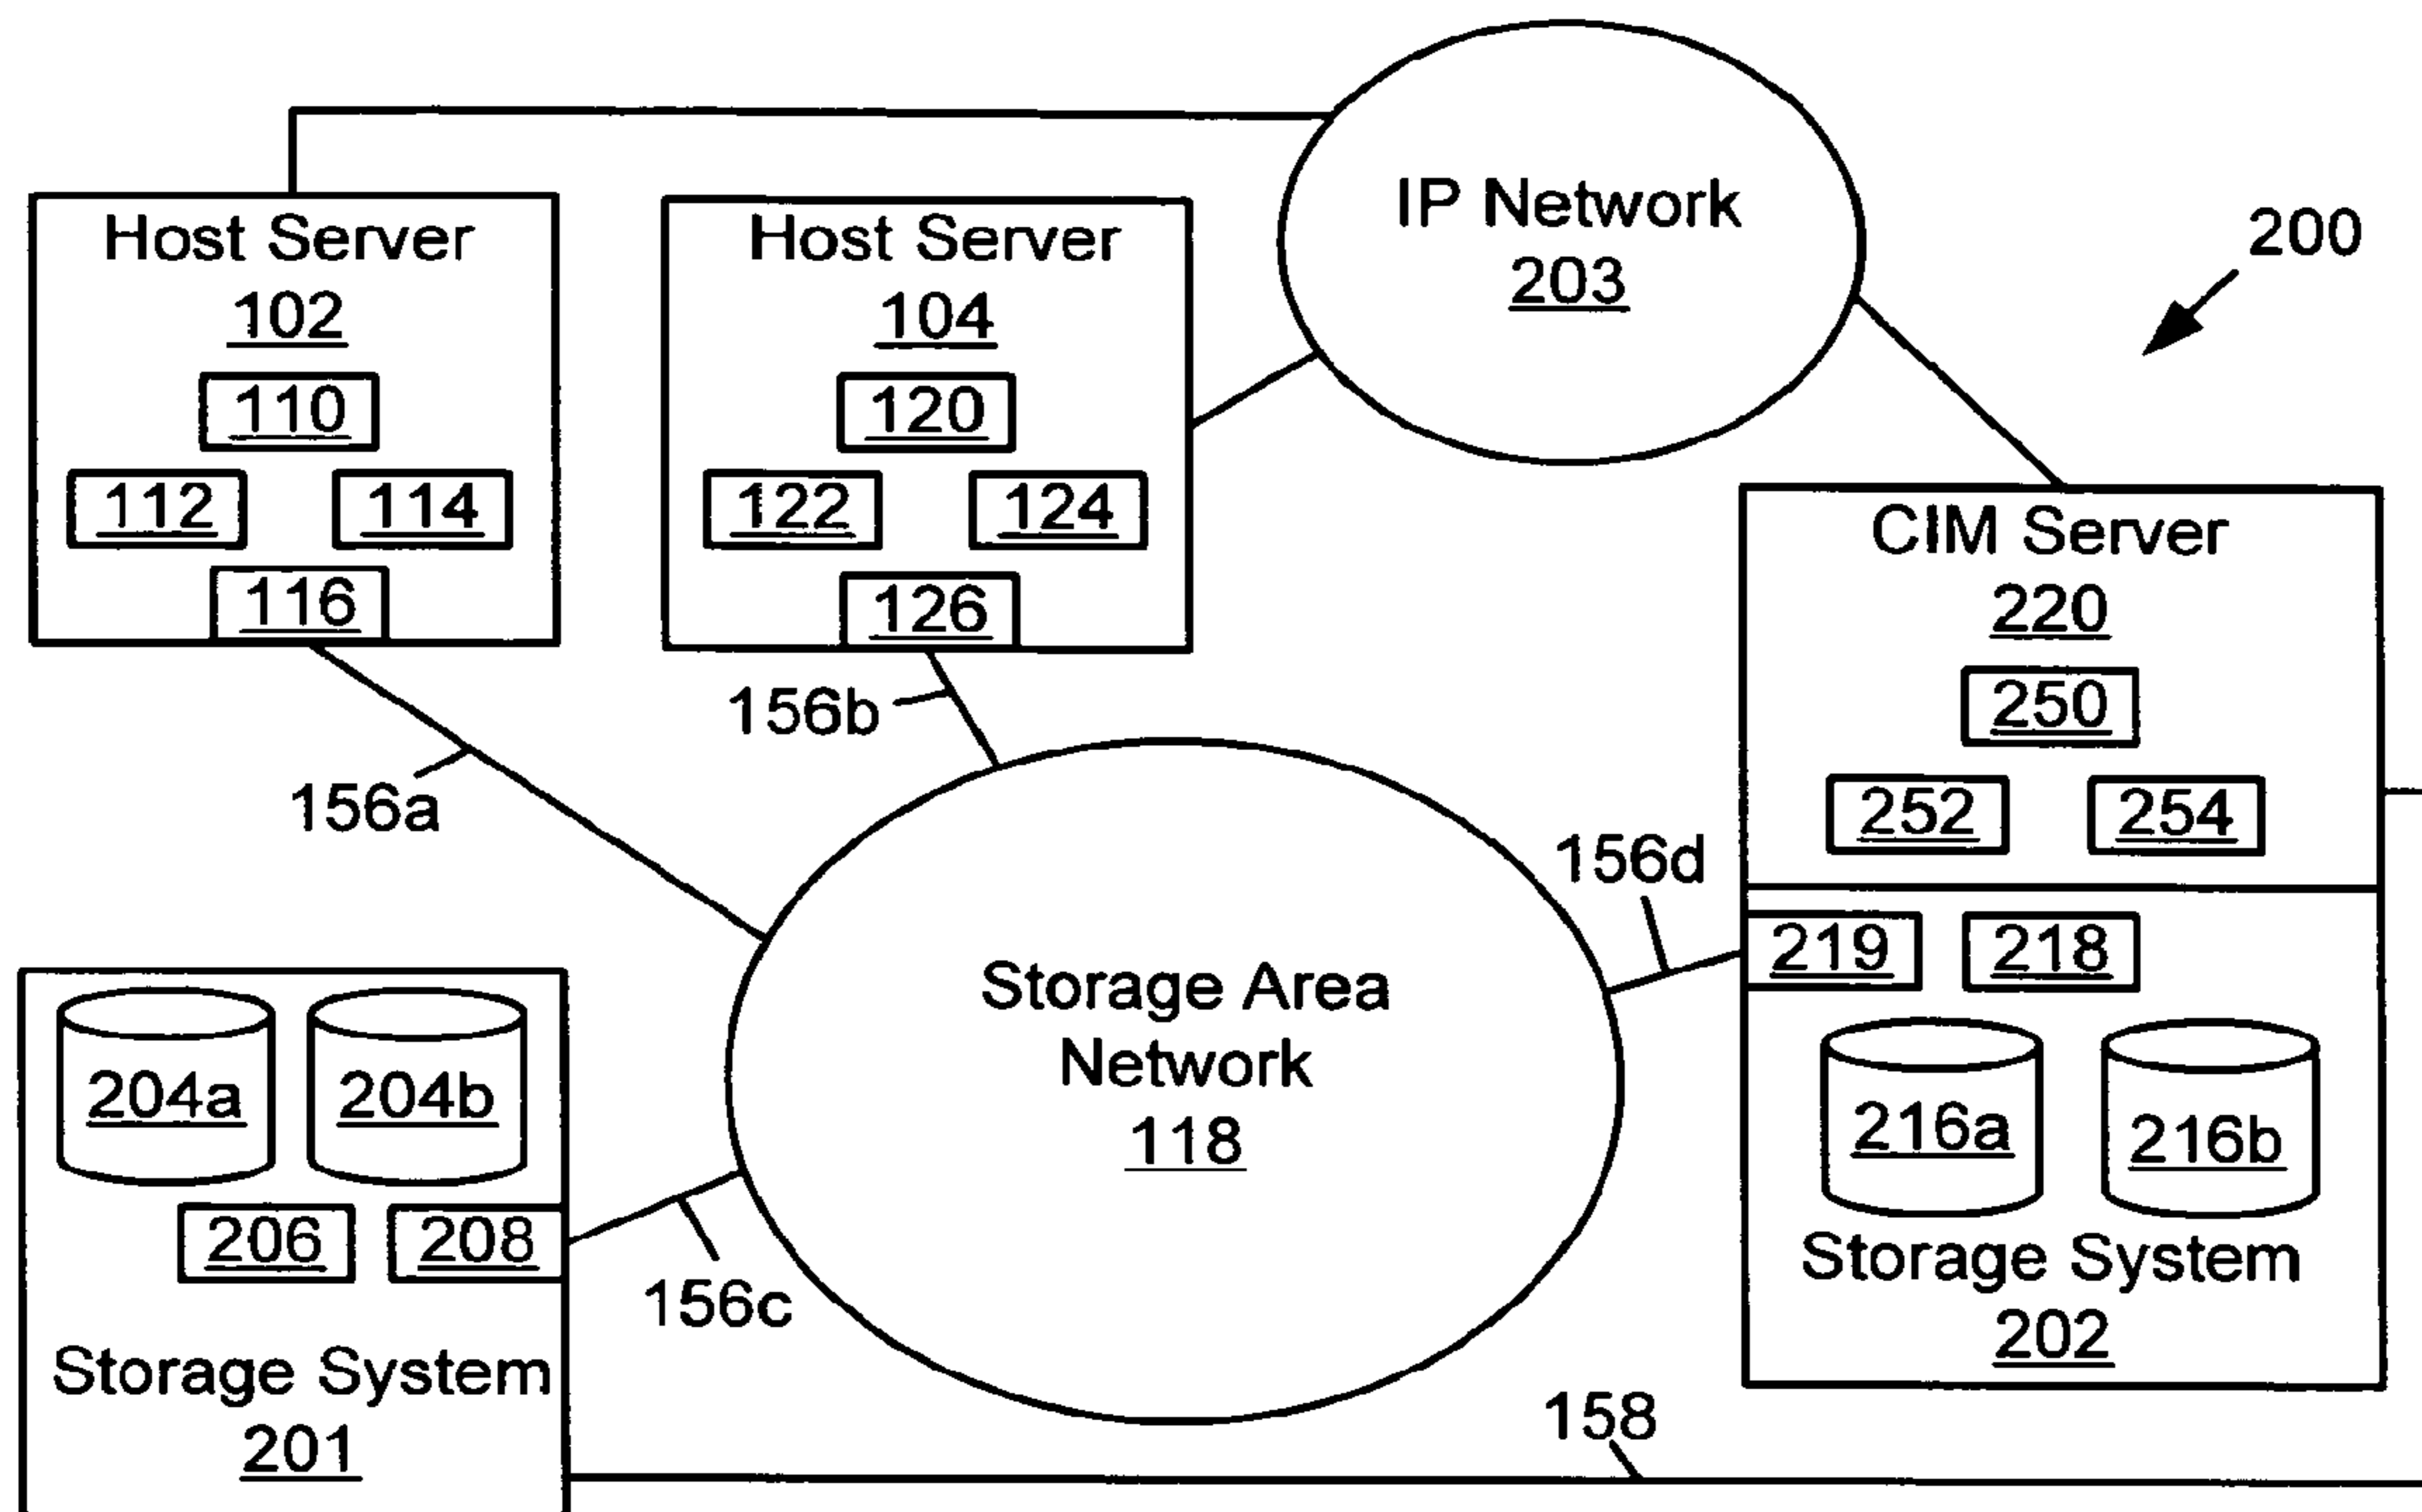 IP Network
203
200
Host Server
102
110
112
114
116
Host Server
104
120
122
124
126
CIM Server
220
250
252
254
156b
156a
156d
219
218
216a
216b
Storage System
202
Storage Area
Network
118
204a
204b
206
208
156c
Storage System
201
158